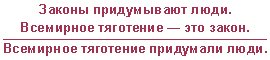 Законы придумывают люди.
Всемирное тяготение — это закон.
Всемирное тяготение придумали люди.